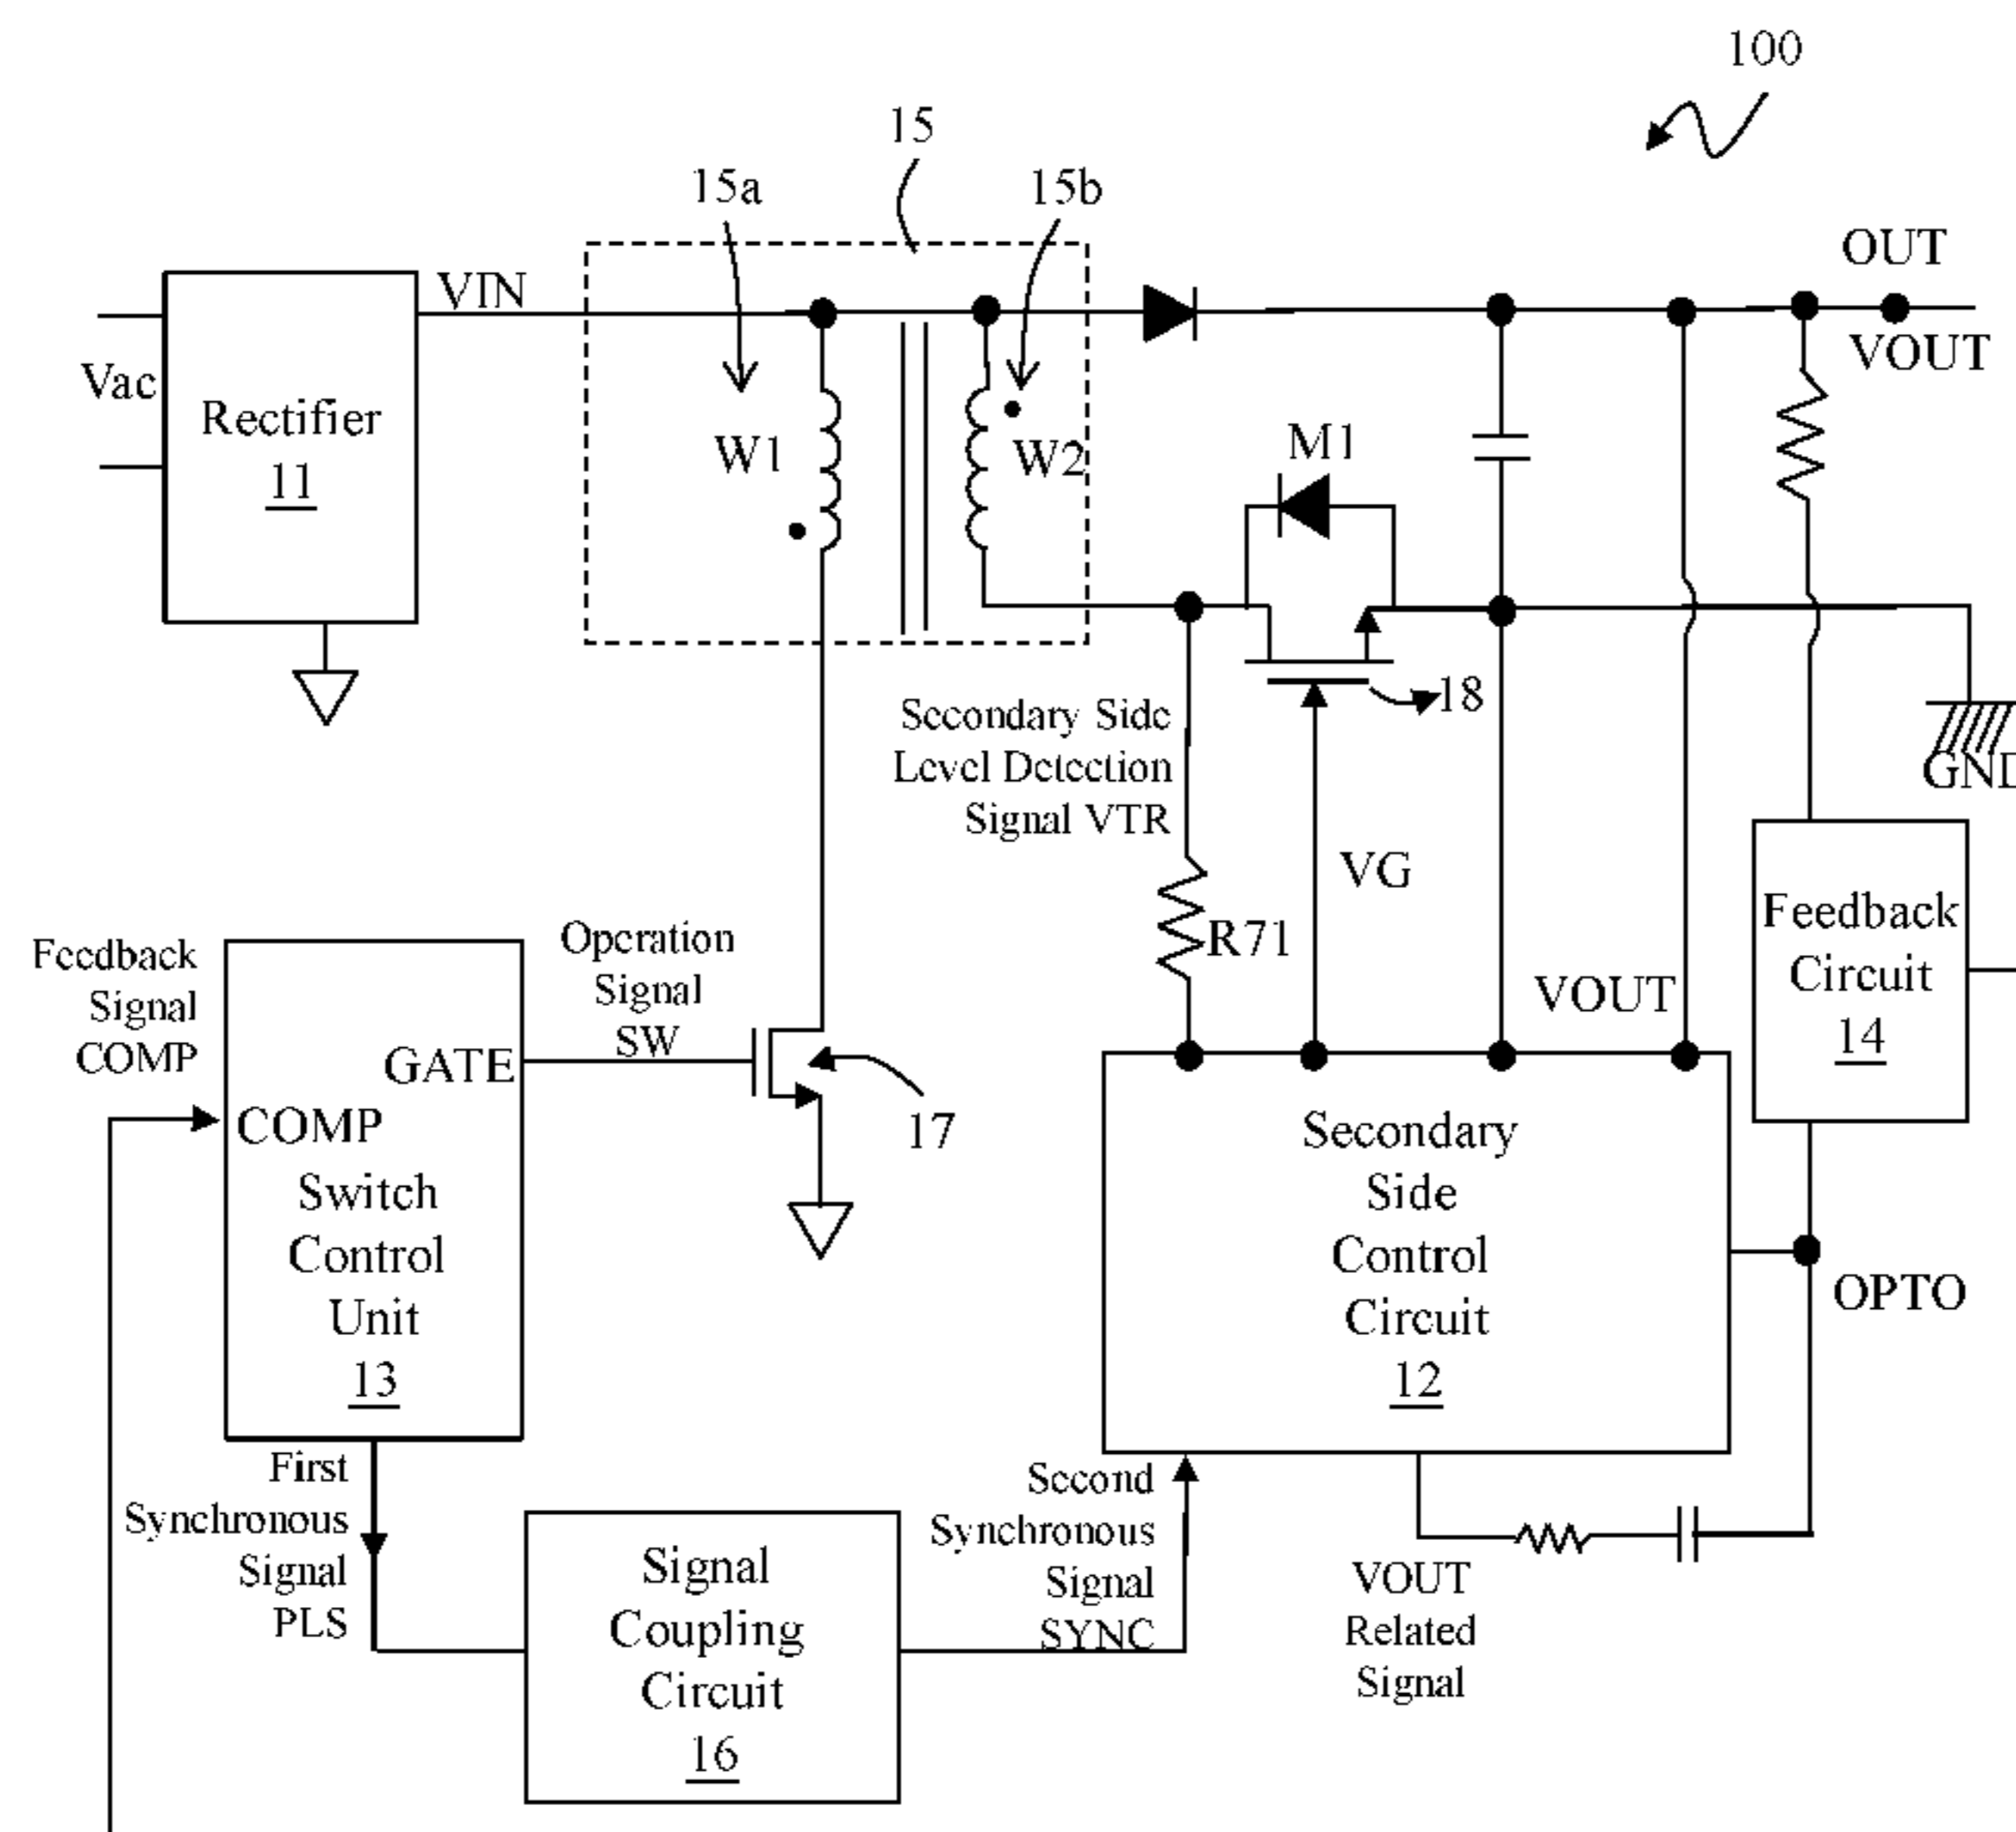 100
15
15a
15b
OUT
VIN
VOUT
Vac
Rectifier
11
W1
W2
M1
18
Secondary Side
Level Detection
Signal VTR
GND
VG
R71
Feedback
Circuit
14
VOUT
Feedback
Signal
COMP
Operation
Signal
SW
GATE
COMP
Switch
Control
Unit
13
17
Secondary
Side
Control
Circuit
12
OPTO
First
Synchronous
Signal
PLS
Signal
Coupling
Circuit
16
Second
Synchronous
Signal
SYNC
VOUT
Related
Signal